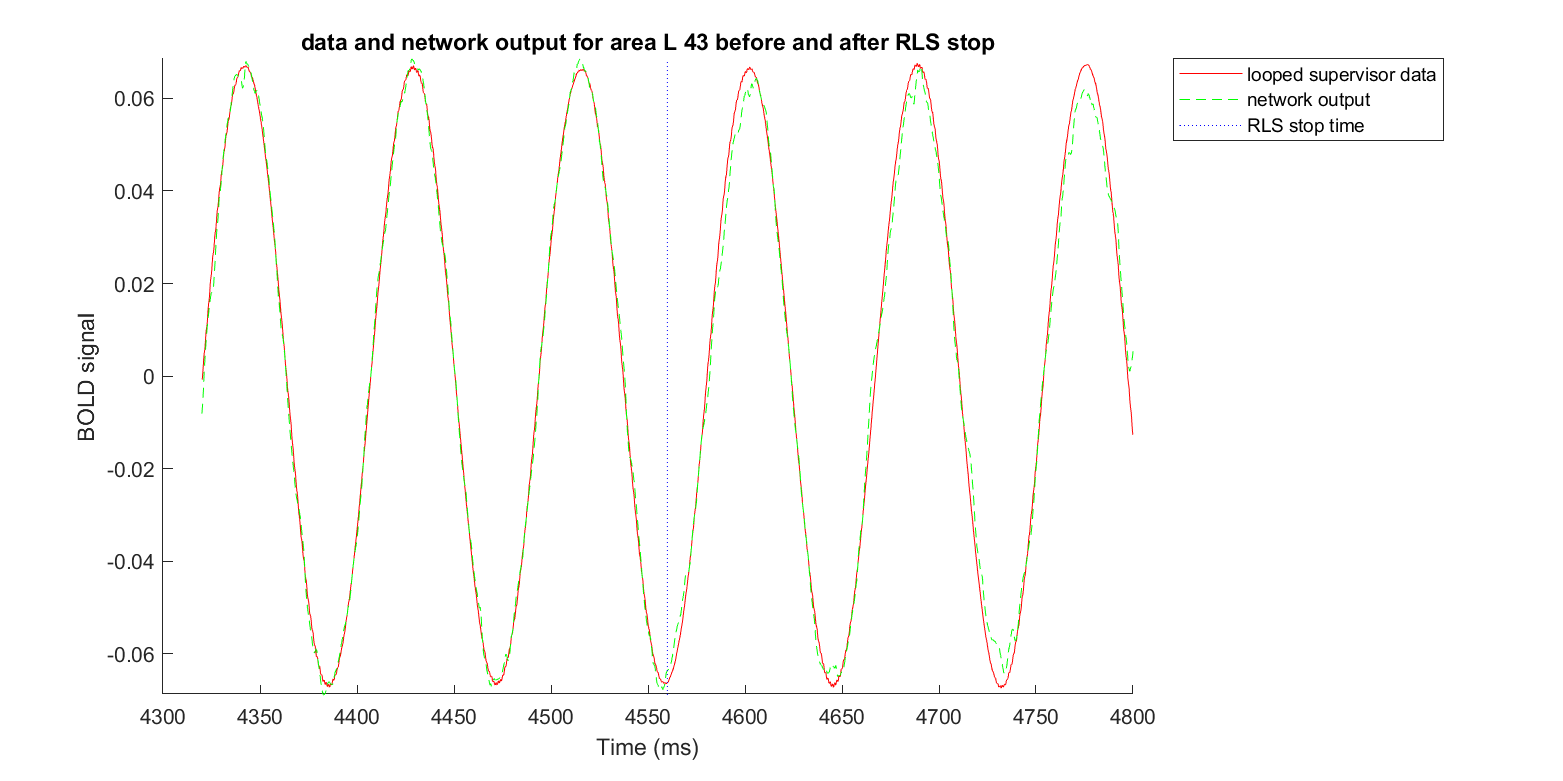 data and network output for area L 43 before and after RLS stop
looped supervisor data
network output
RLS stop time
0.06
0.04
0.02
0
-0.02
-0.04
-0.06
BOLD signal
4300 4350 4400 4450 4500 4550 4600 4650 4700 4750 4800
Time (ms)